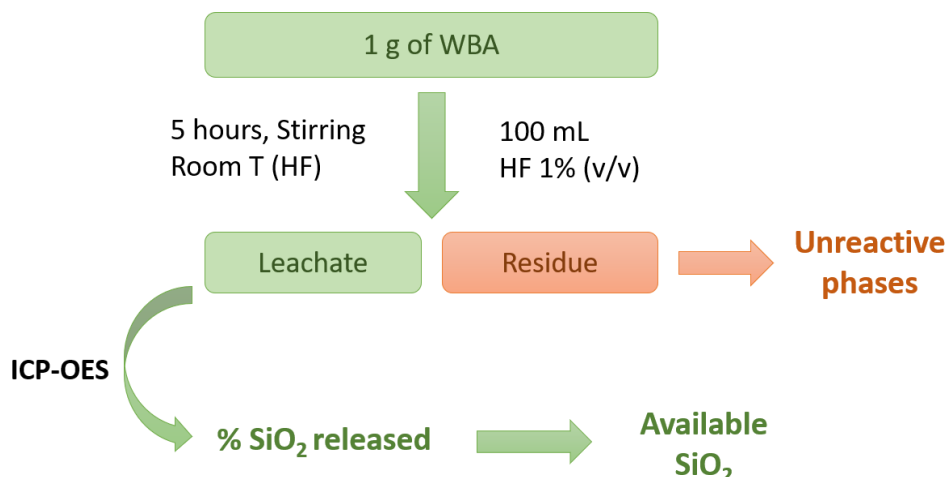 1 g of WBA
5 hours, Stirring
Room T (HF)
100 mL
HF 1% (v/v)
Leachate
Residue
Unreactive
phases
ICP-OES
% SiO₂ released
Available
SiO₂